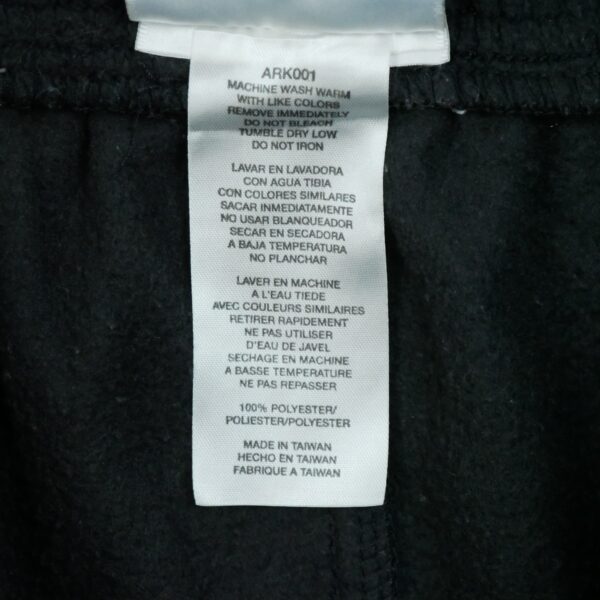 ARK001
MACHINE WASH WARM
WITH LIKE COLORS
REMOVE IMMEDIATELY
DO NOT BLEACH
TUMBLE DRY LOW
DO NOT IRON
LAVAR EN LAVADORA
CON AGUA TIBIA
CON COLORES SIMILARES
SACAR INMEDIATAMENTE
NO USAR BLANQUEADOR
SECAR EN SECADORA
A BAJA TEMPERATURA
NO PLANCHAR
LAVER EN MACHINE
A L'EAU TIEDE
AVEC COULEURS SIMILAIRES
RETIRER RAPIDEMENT
NE PAS UTILISER
D'EAU DE JAVEL
SECHAGE EN MACHINE
A BASSE TEMPERATURE
NE PAS REPASSER
100% POLYESTER/
POLIESTER/POLYESTER
MADE IN TAIWAN
HECHO EN TAIWAN
FABRIQUE A TAIWAN